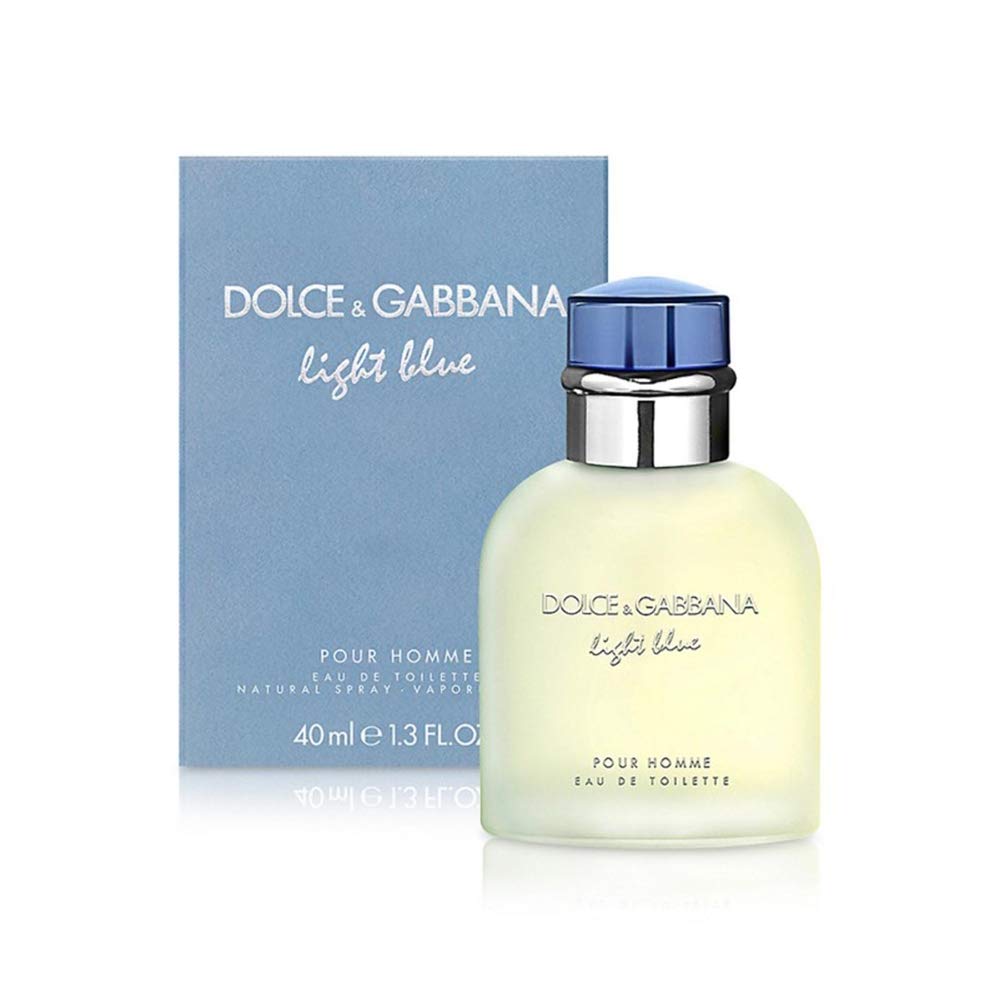 DOLCE & GABBANA
light blue
POUR HOMME
EAU DE TOILETTE
NATURAL SPRAY - VAPOR
40 ml e 1.3 FL.OZ
DOLCE & GABBANA
light blue
POUR HOMME
EAU DE TOILETTE